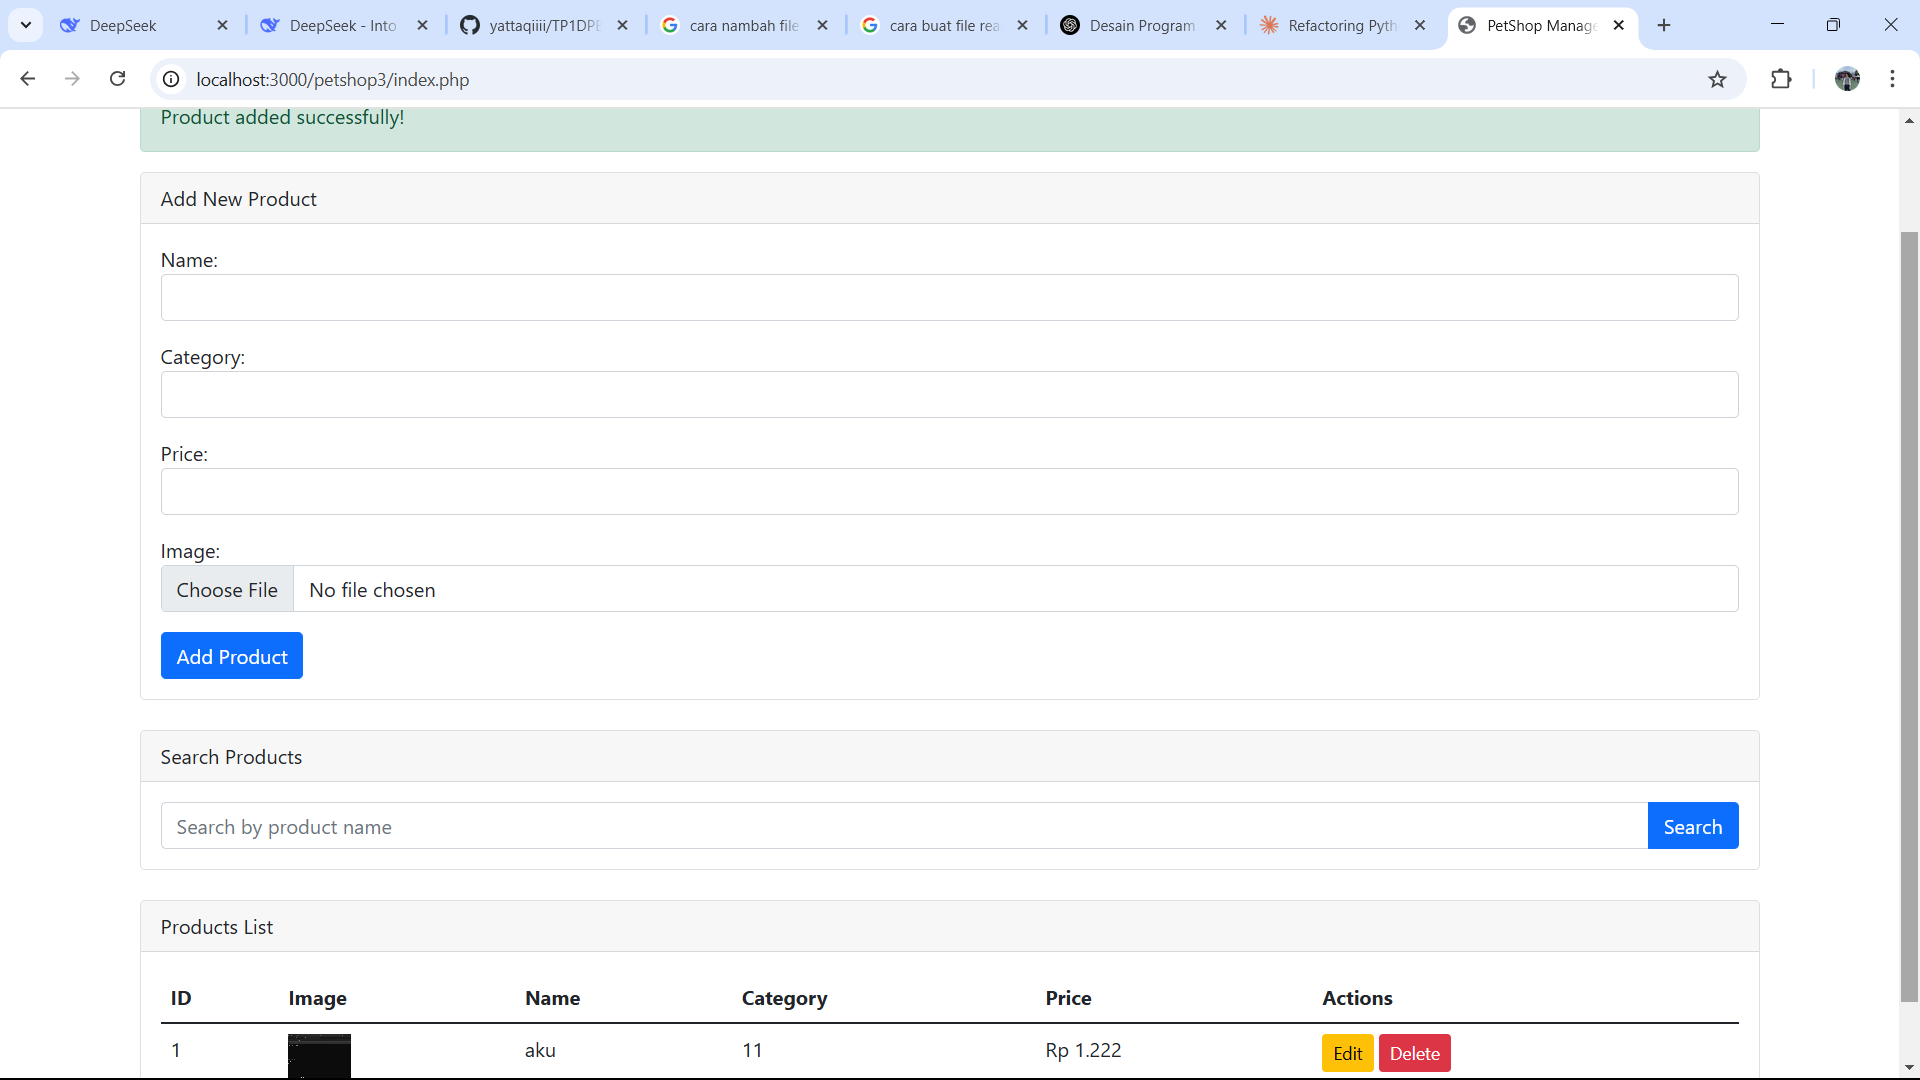 DeepSeek
DeepSeek - Into
yattaqiiii/TP1DPB
cara nambah file
cara buat file rea
Desain Program
Refactoring Pyth
PetShop Manage
localhost:3000/petshop3/index.php
Product added successfully!
Add New Product
Name:
Category:
Price:
Image:
Choose File No file chosen
Add Product
Search Products
Search by product name Search
Products List
ID Image Name Category Price Actions
1 aku 11 Rp 1.222 Edit Delete